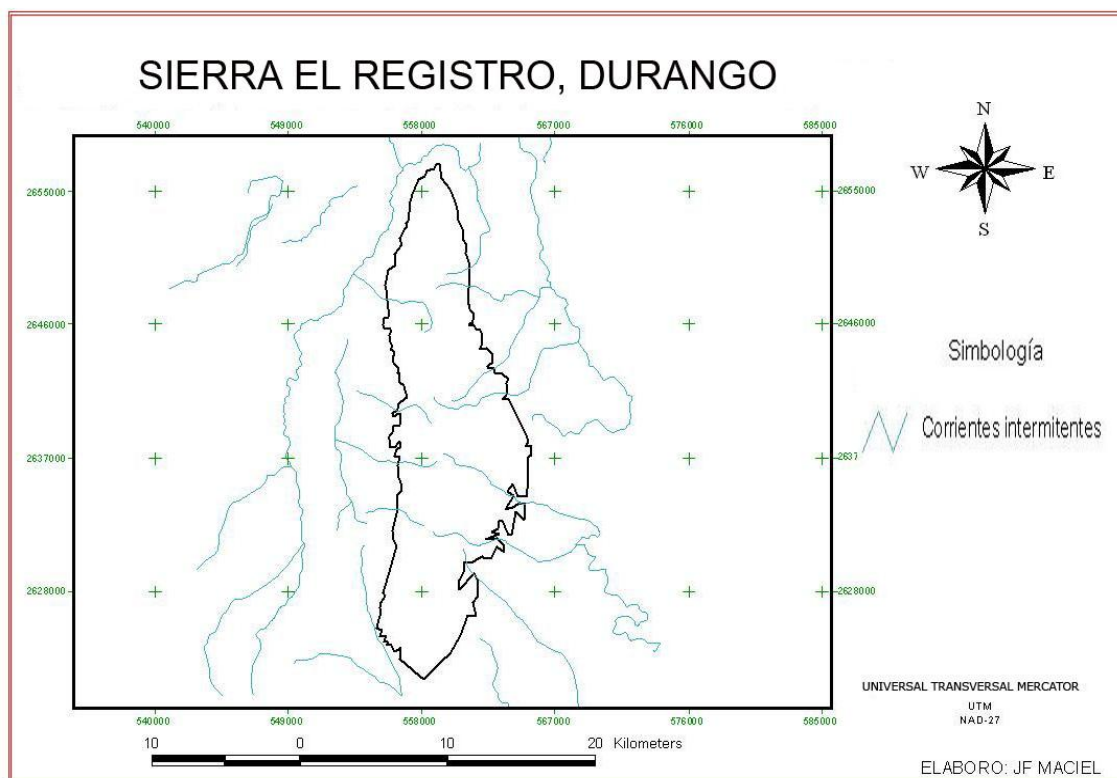 SIERRA EL REGISTRO, DURANGO
540000 549000 558000 567000 576000 585000
N
W E
S
2655000 2655000
2646000 2646000
Simbología
Corrientes intermitentes
2637000 2637
2628000 2628000
540000 549000 558000 567000 576000 585000
UNIVERSAL TRANSVERSAL MERCATOR
UTM
NAD-27
10 0 10 20 Kilometers
ELABORO: JF MACIEL